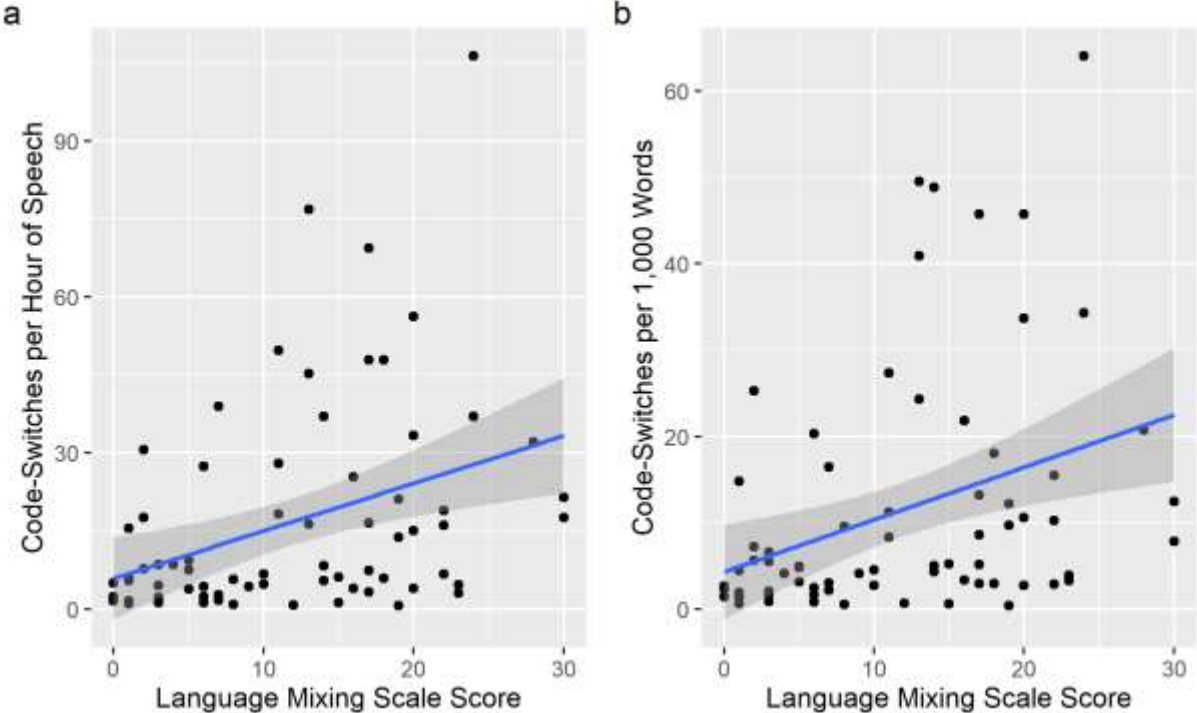 a
b
Code-Switches per Hour of Speech
90
60
30
0
0 10 20 30
Language Mixing Scale Score
Code-Switches per 1,000 Words
60
40
20
0
0 10 20 30
Language Mixing Scale Score